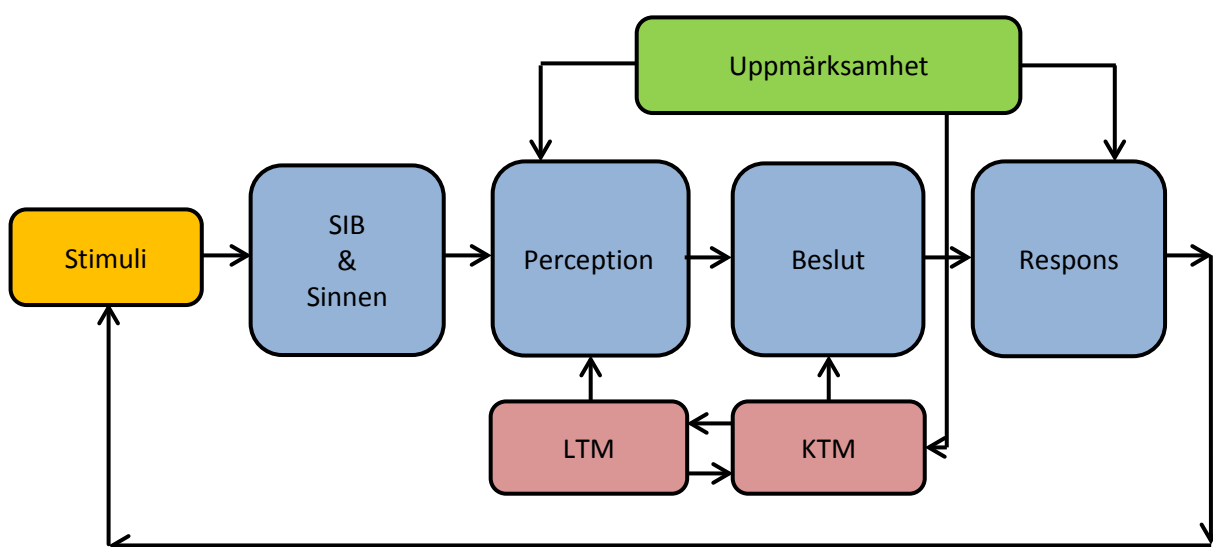 Uppmärksamhet
Stimuli
SIB
&
Sinnen
Perception
Beslut
Respons
LTM
KTM